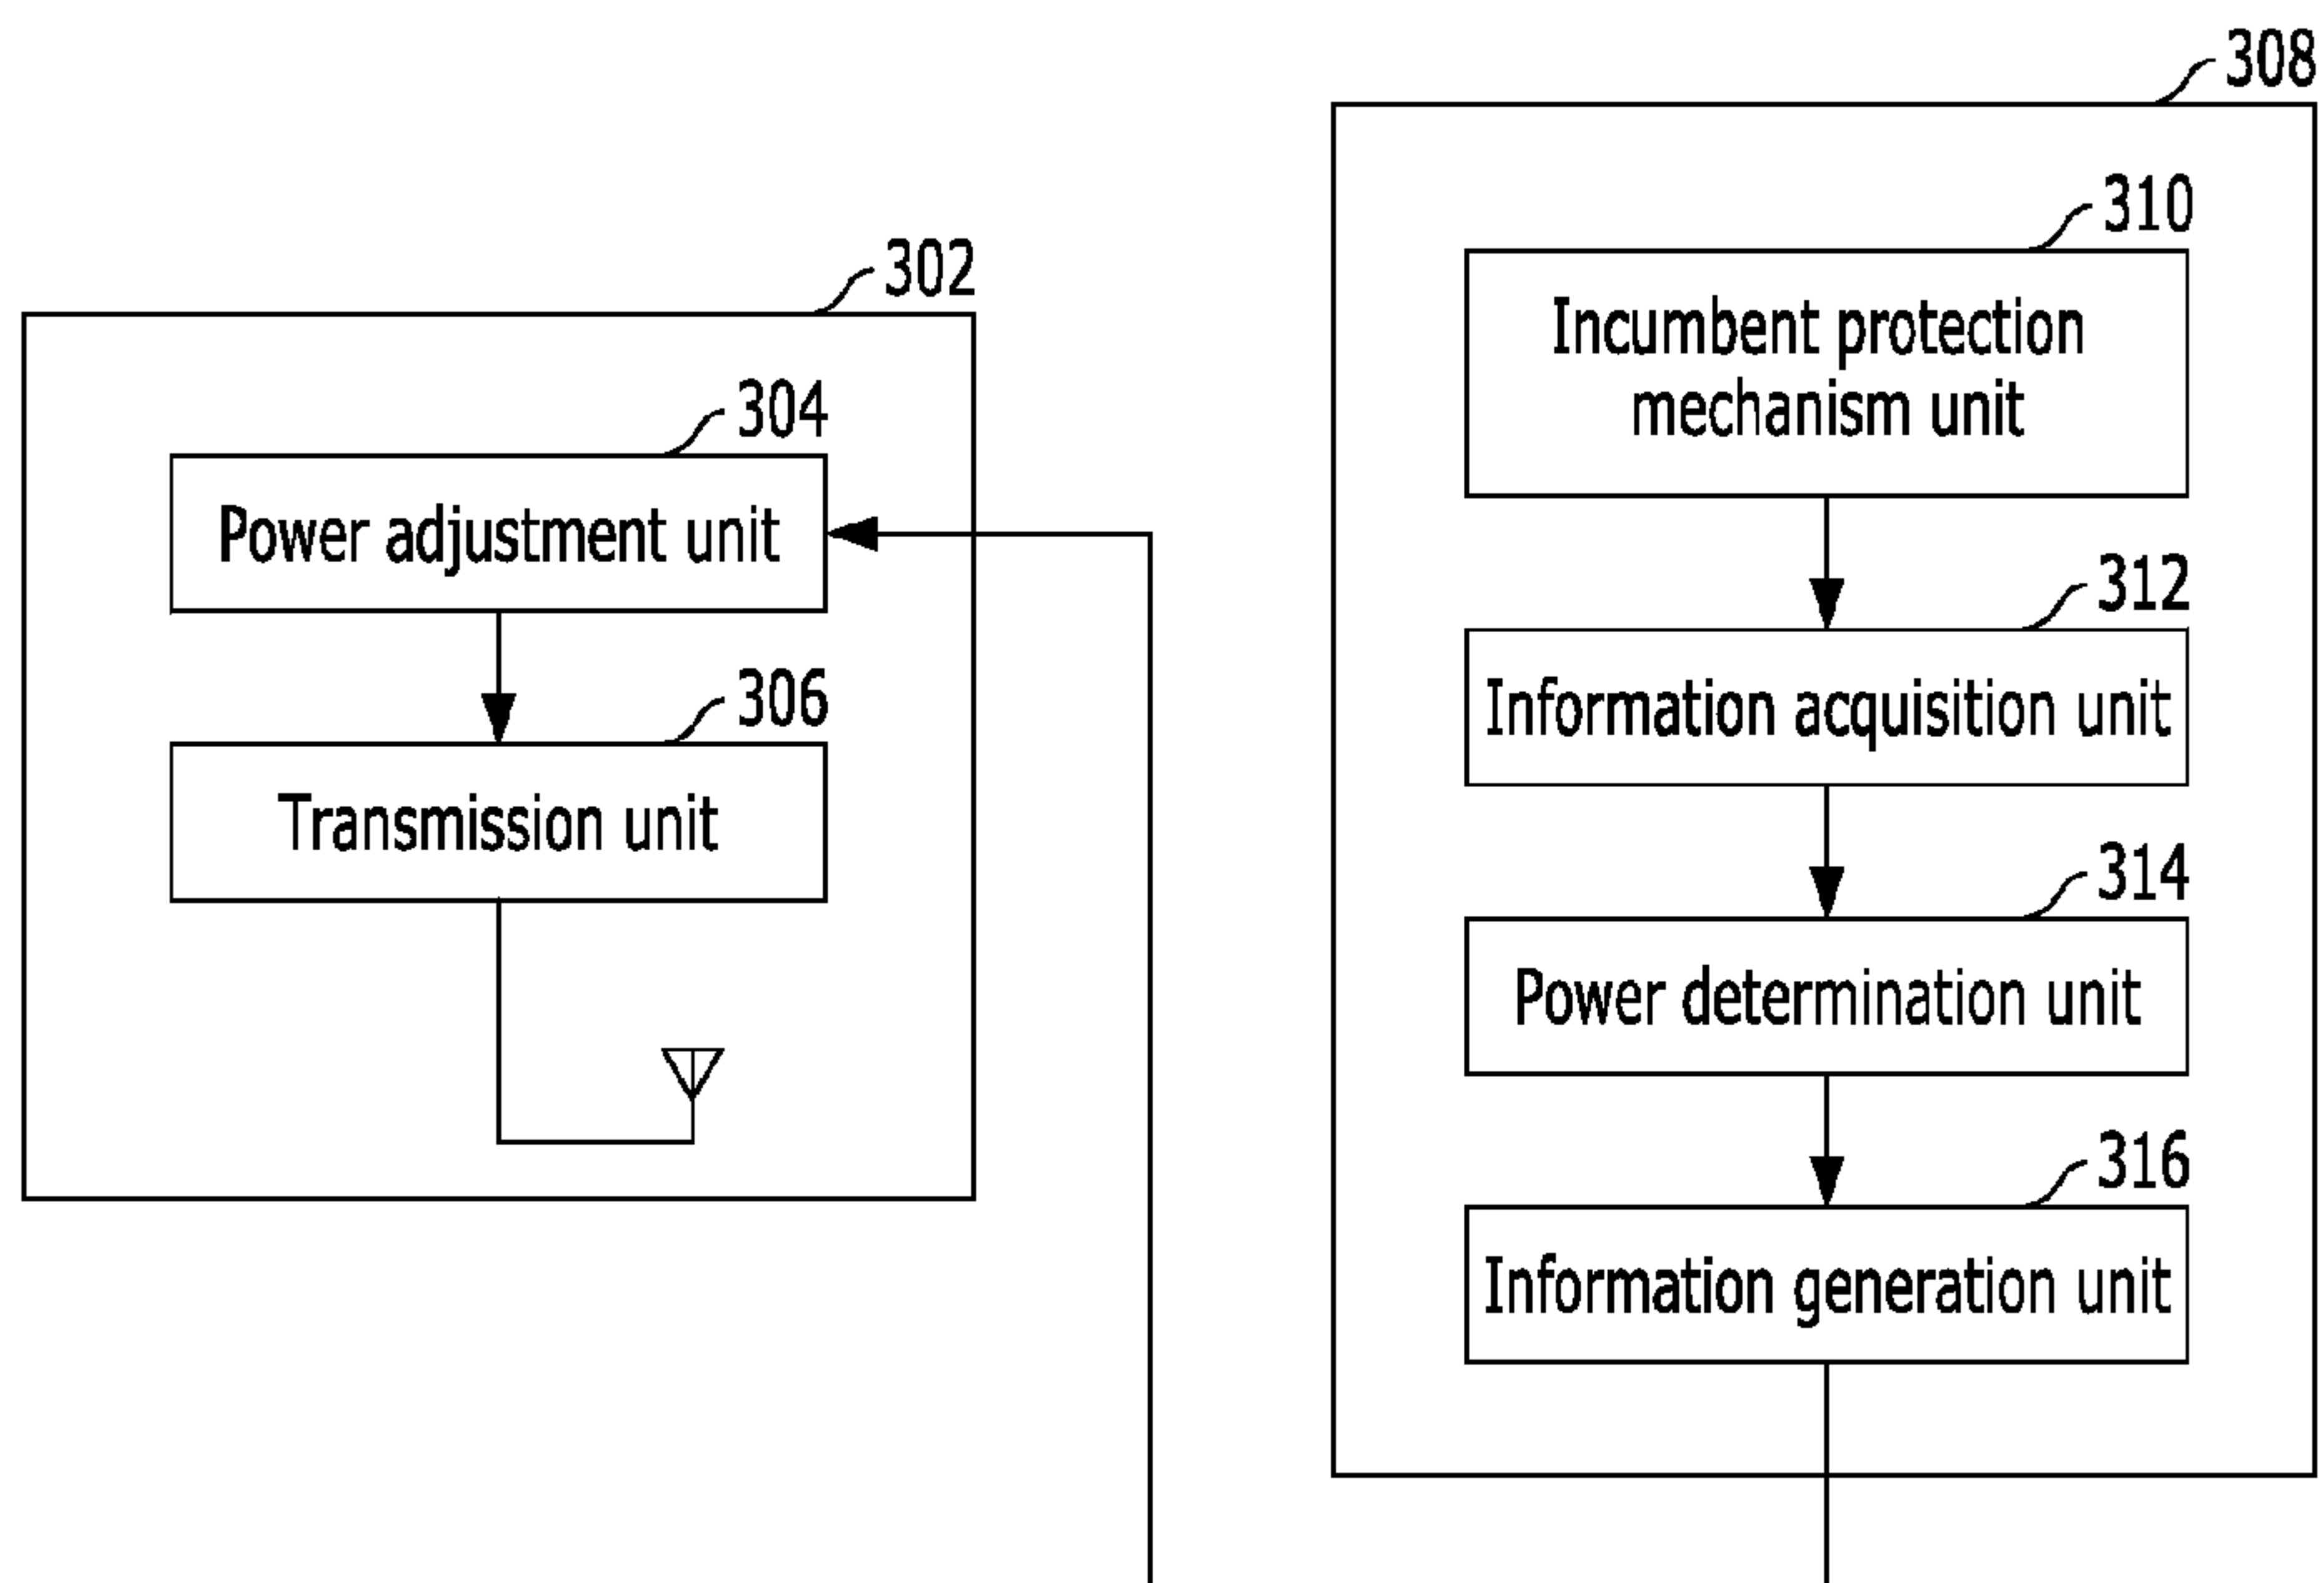 302
304
Power adjustment unit
306
Transmission unit
308
310
Incumbent protection
mechanism unit
312
Information acquisition unit
314
Power determination unit
316
Information generation unit